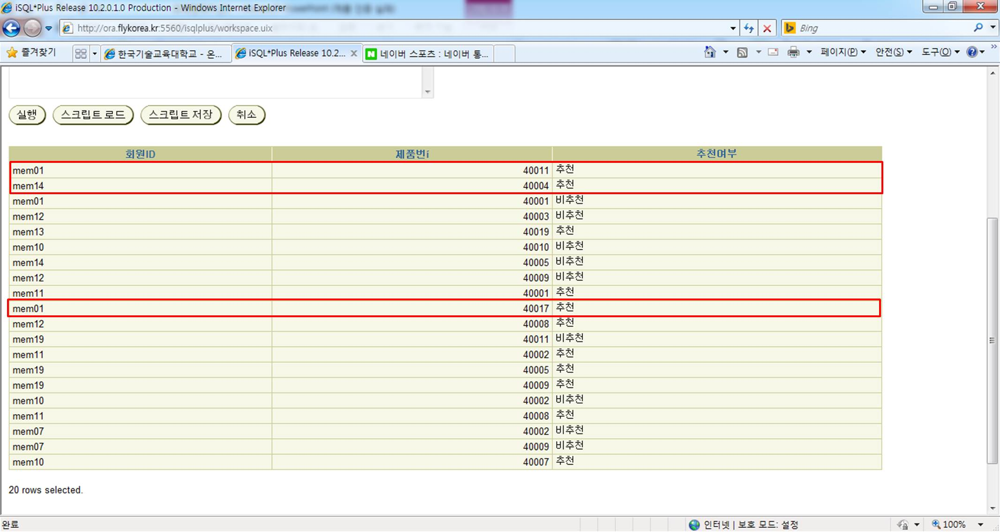 iSQL*Plus Release 10.2.0.1.0 Production - Windows Internet Explorer
http://ora.flykorea.kr:5560/isqlplus/workspace.uix
Bing
즐겨찾기
한국기술교육대학교 - 온...
iSQL*Plus Release 10.2...
네이버 스포츠 : 네이버 통...
페이지(P)
안전(S)
도구(O)
실행
스크립트 로드
스크립트 저장
취소
회원ID 제품번í 추천여부
mem01 40011 추천
mem14 40004 추천
mem01 40001 비추천
mem12 40003 비추천
mem13 40019 추천
mem10 40010 비추천
mem14 40005 비추천
mem12 40009 비추천
mem11 40001 추천
mem01 40017 추천
mem12 40008 추천
mem19 40011 비추천
mem11 40002 추천
mem19 40005 추천
mem19 40009 추천
mem10 40002 비추천
mem11 40008 추천
mem07 40002 비추천
mem07 40009 비추천
mem10 40007 추천
20 rows selected.
완료
인터넷 | 보호 모드: 설정
100%